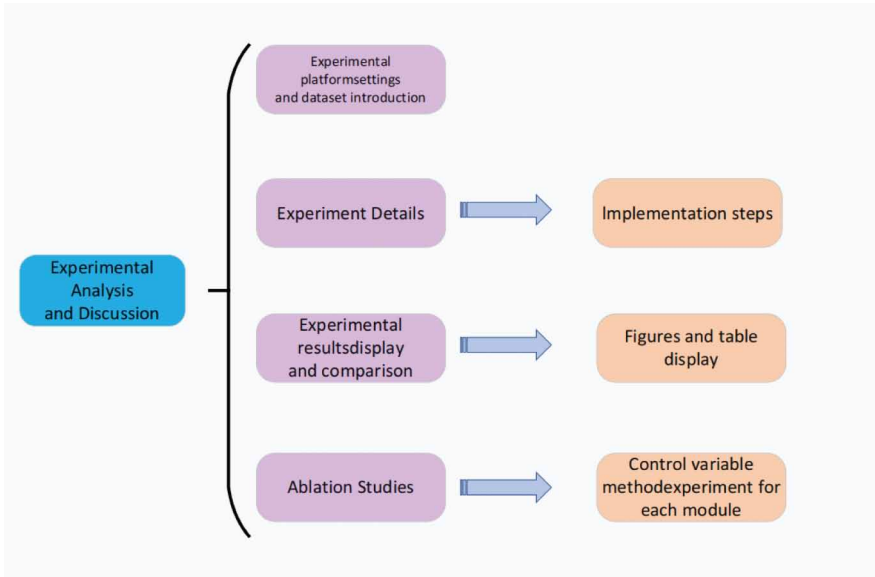 Experimental
platformsettings
and dataset introduction
Experiment Details
Implementation steps
Experimental
Analysis
and Discussion
Experimental
resultsdisplay
and comparison
Figures and table
display
Ablation Studies
Control variable
methodexperiment for
each module